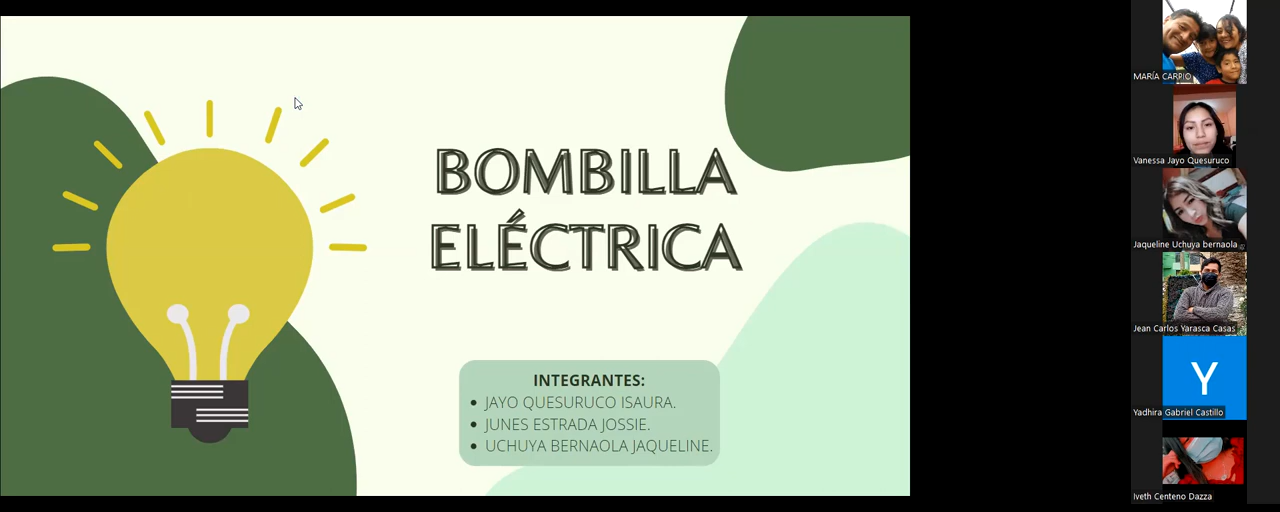 BOMBILLA
ELÉCTRICA
INTEGRANTES:
JAYO QUESURUCO ISAURA.
JUNES ESTRADA JOSSIE.
UCHUYA BERNAOLA JAQUELINE.
MARÍA CARPIO
Vanessa Jayo Quesuruco
Jaqueline Uchuya bernaola
Jean Carlos Yarasca Casas
Y
Yadhira Gabriel Castillo
Iveth Centeno Dazza